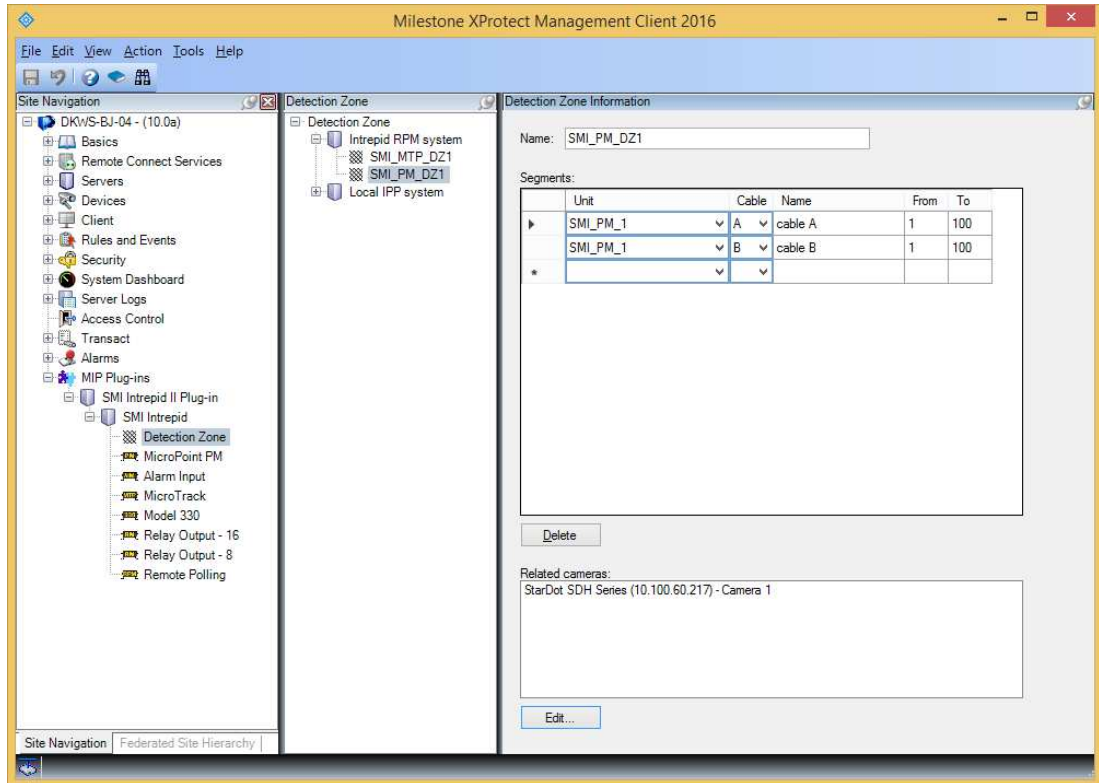 Milestone XProtect Management Client 2016
File Edit View Action Tools Help
Site Navigation
DKWS-BJ-04 - (10.0a)
Basics
Remote Connect Services
Servers
Devices
Client
Rules and Events
Security
System Dashboard
Server Logs
Access Control
Transact
Alarms
MIP Plug-ins
SMI Intrepid II Plug-in
SMI Intrepid
Detection Zone
MicroPoint PM
Alarm Input
MicroTrack
Model 330
Relay Output - 16
Relay Output - 8
Remote Polling
Site Navigation Federated Site Hierarchy
Detection Zone
Detection Zone
Intrepid RPM system
SMI_MTP_DZ1
SMI_PM_DZ1
Local IPP system
Detection Zone Information
Name: SMI_PM_DZ1
Segments:
Unit Cable Name From To
SMI_PM_1 A cable A 1 100
SMI_PM_1 B cable B 1 100
Delete
Related cameras:
StarDot SDH Series (10.100.60.217) - Camera 1
Edit...